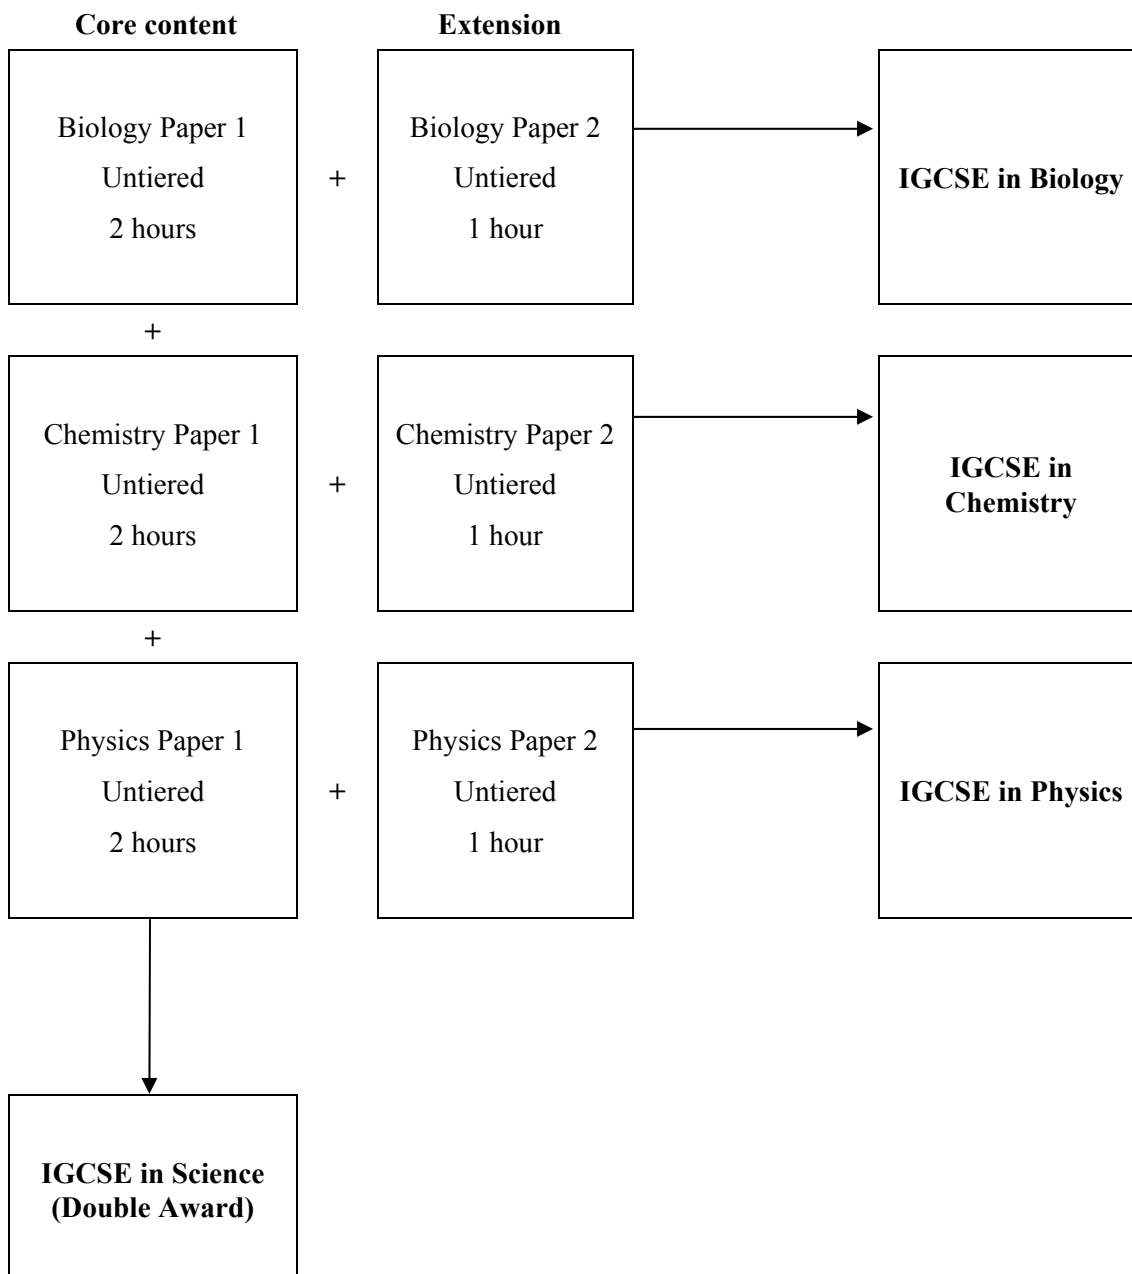 Core content
Extension
Biology Paper 1
Untiered
2 hours
+
Biology Paper 2
Untiered
1 hour
IGCSE in Biology
+
Chemistry Paper 1
Untiered
2 hours
+
Chemistry Paper 2
Untiered
1 hour
IGCSE in
Chemistry
+
Physics Paper 1
Untiered
2 hours
+
Physics Paper 2
Untiered
1 hour
IGCSE in Physics
IGCSE in Science
(Double Award)